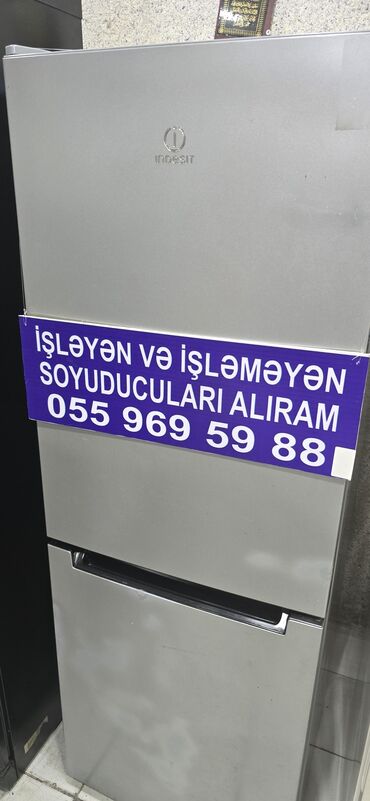 INDESIT
İŞLƏYƏN VƏ İŞLƏMƏYƏN
SOYUDUCULARI ALIRAM
055 969 59 88